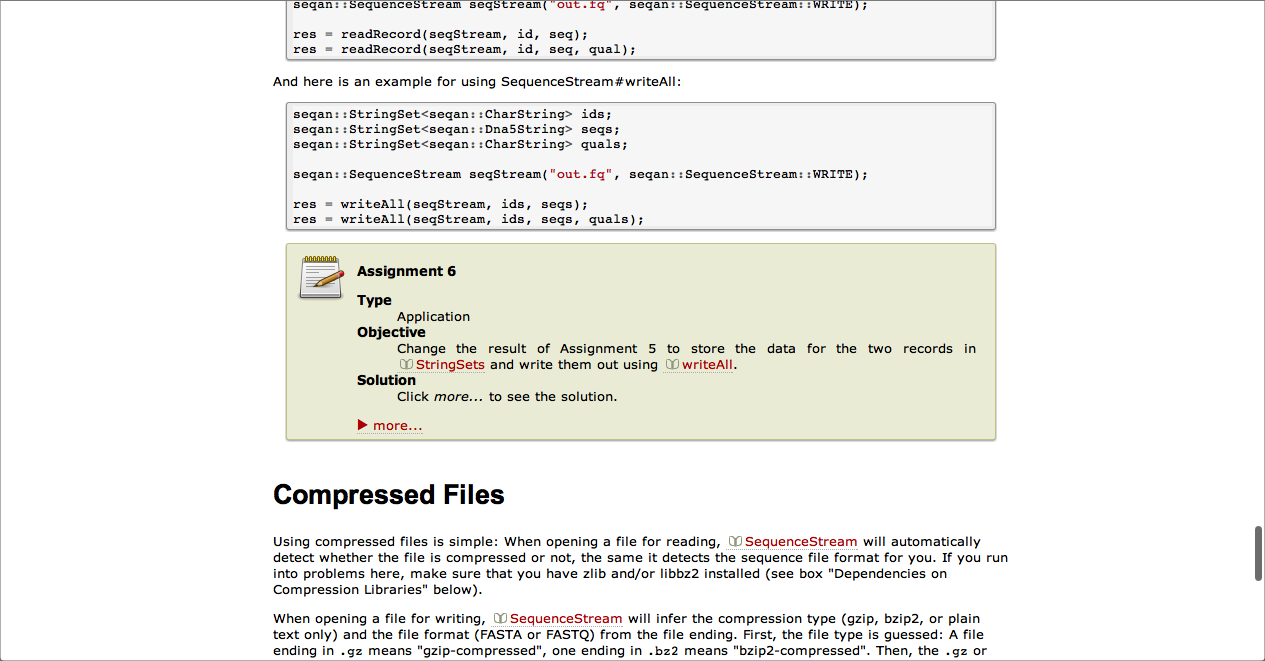 seqan::SequenceStream seqStream("out.fq", seqan::SequenceStream::WRITE);
res = readRecord(seqStream, id, seq);
res = readRecord(seqStream, id, seq, qual);
And here is an example for using SequenceStream#writeAll:
seqan::StringSet<seqan::CharString> ids;
seqan::StringSet<seqan::Dna5String> seqs;
seqan::StringSet<seqan::CharString> quals;
seqan::SequenceStream seqStream("out.fq", seqan::SequenceStream::WRITE);
res = writeAll(seqStream, ids, seqs);
res = writeAll(seqStream, ids, seqs, quals);
Assignment 6
Type
Application
Objective
Change the result of Assignment 5 to store the data for the two records in
StringSets and write them out using writeAll.
Solution
Click more... to see the solution.
more...
Compressed Files
Using compressed files is simple: When opening a file for reading, SequenceStream will automatically
detect whether the file is compressed or not, the same it detects the sequence file format for you. If you run
into problems here, make sure that you have zlib and/or libbz2 installed (see box "Dependencies on
Compression Libraries" below).
When opening a file for writing, SequenceStream will infer the compression type (gzip, bzip2, or plain
text only) and the file format (FASTA or FASTQ) from the file ending. First, the file type is guessed: A file
ending in .gz means "gzip-compressed", one ending in .bz2 means "bzip2-compressed". Then, the .gz or